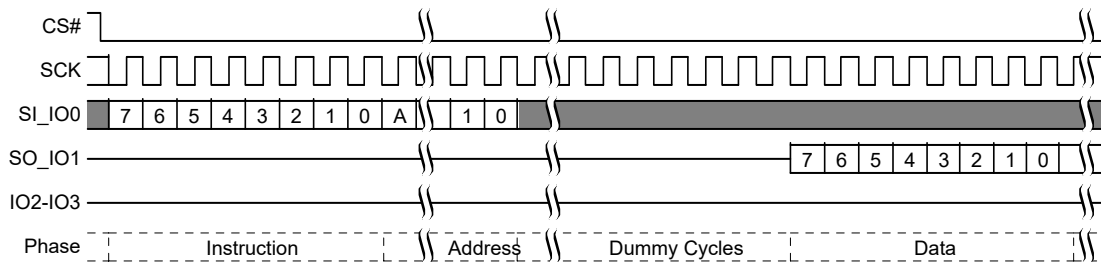 CS#
SCK
SI_IO0 7 6 5 4 3 2 1 0 A 1 0
SO_IO1 7 6 5 4 3 2 1 0
IO2-IO3
Phase Instruction Address Dummy Cycles Data